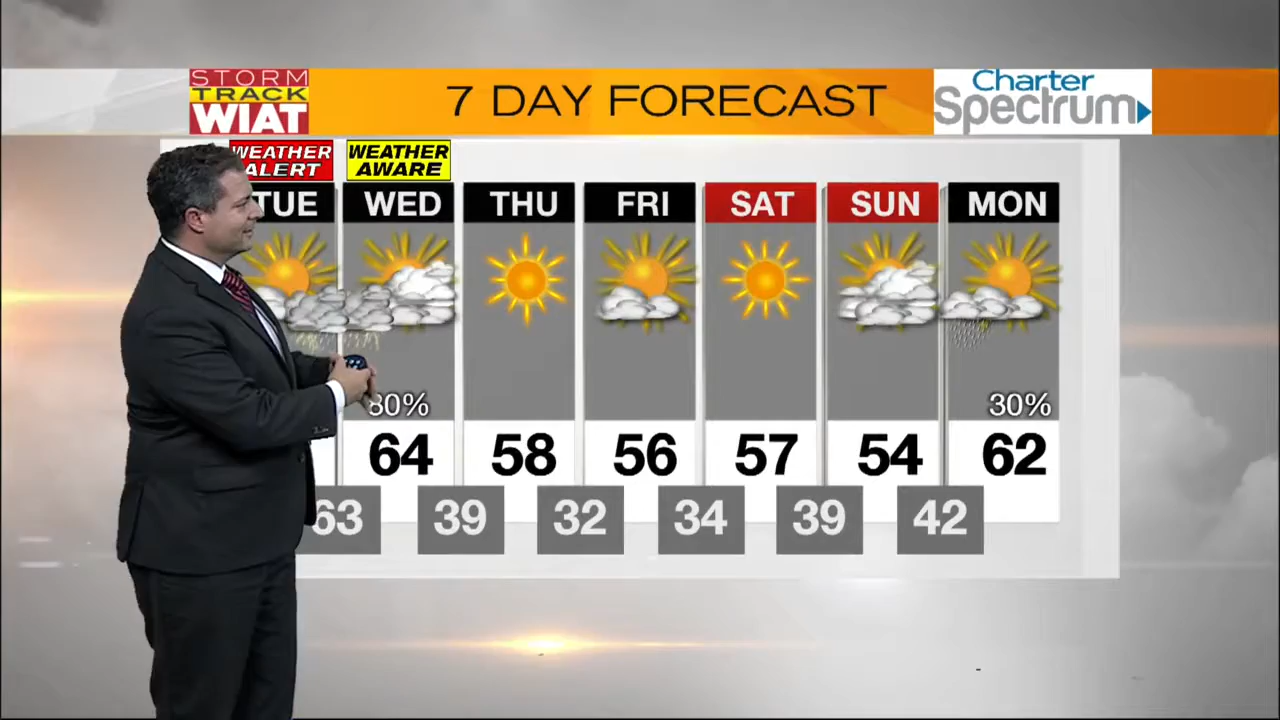 STORM
TRACK
WIAT
7 DAY FORECAST
Charter
Spectrum
WEATHER
ALERT
WEATHER
AWARE
TUE WED THU FRI SAT SUN MON
80% 30%
64 58 56 57 54 62
63 39 32 34 39 42